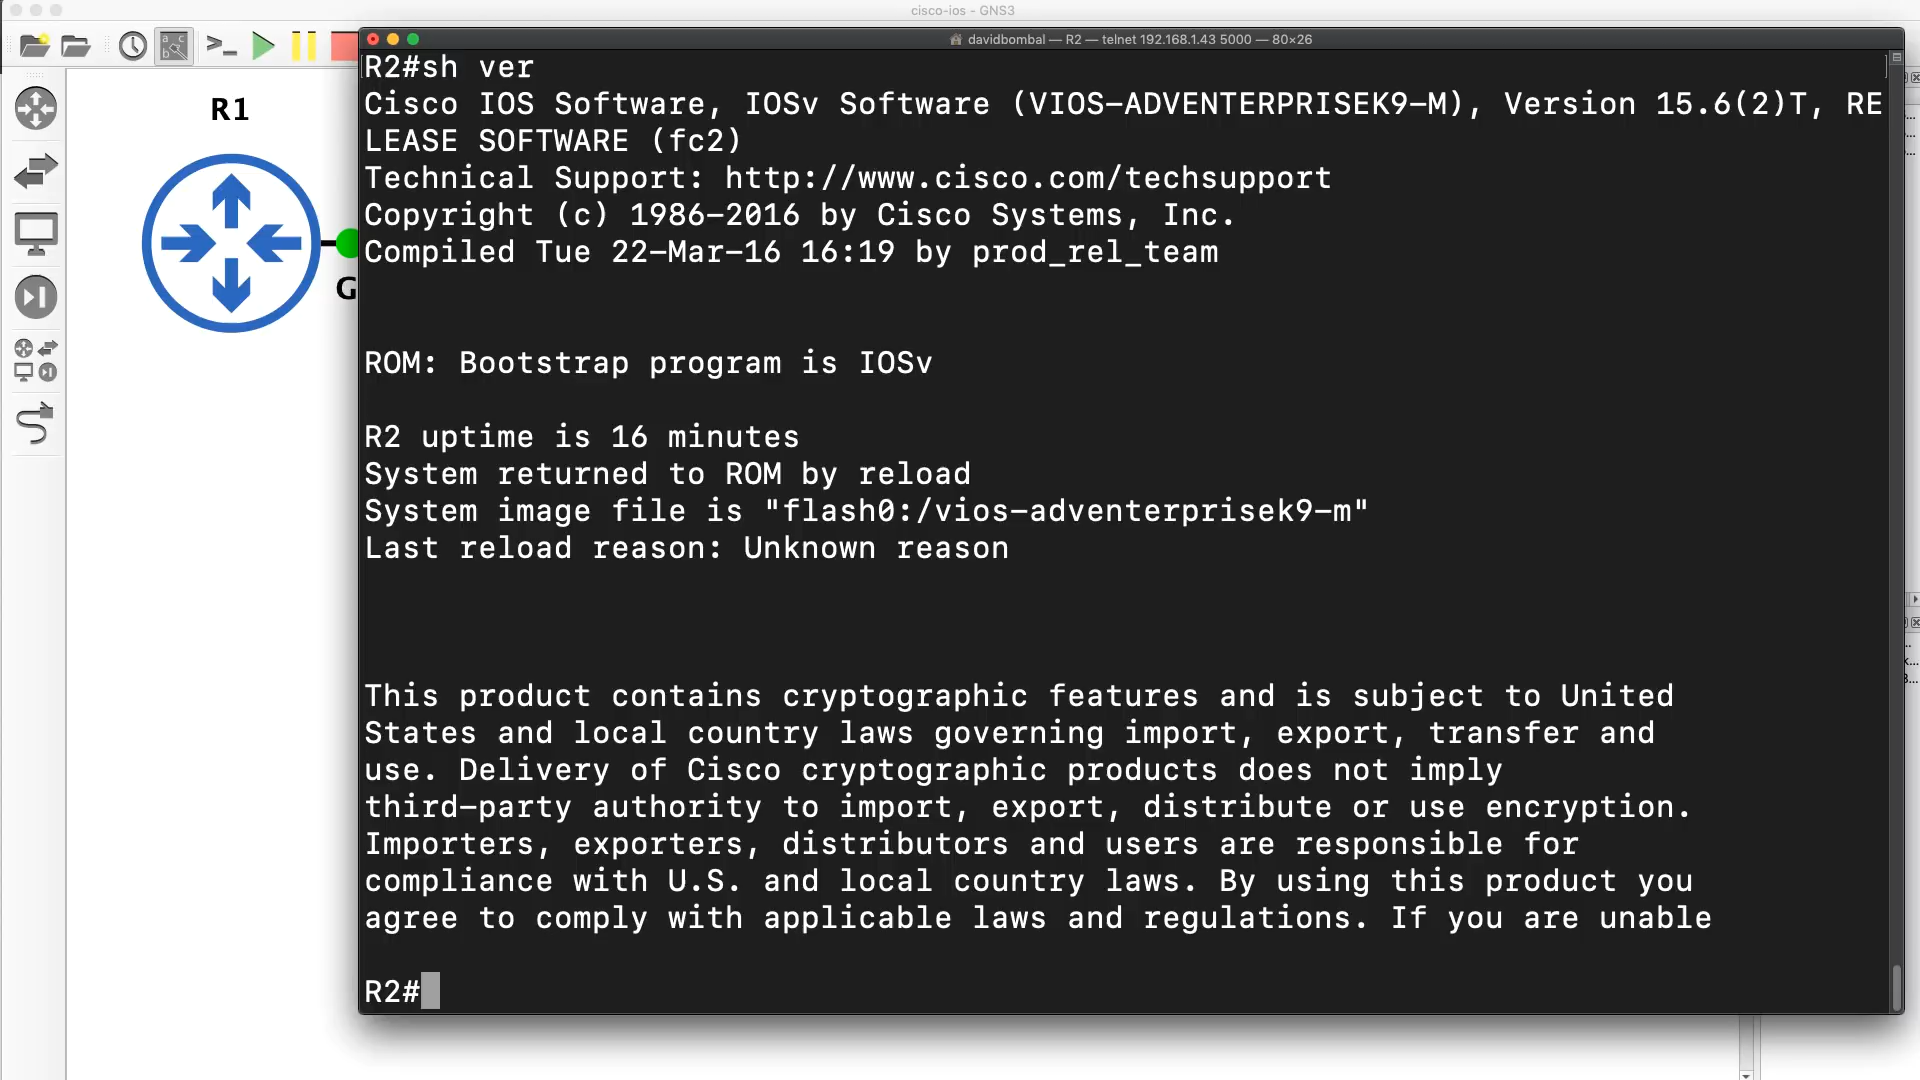 cisco-ios - GNS3
davidbombal — R2 — telnet 192.168.1.43 5000 — 80×26
R1
G
R2#sh ver
Cisco IOS Software, IOSv Software (VIOS-ADVENTERPRISEK9-M), Version 15.6(2)T, RE
LEASE SOFTWARE (fc2)
Technical Support: http://www.cisco.com/techsupport
Copyright (c) 1986-2016 by Cisco Systems, Inc.
Compiled Tue 22-Mar-16 16:19 by prod_rel_team
ROM: Bootstrap program is IOSv
R2 uptime is 16 minutes
System returned to ROM by reload
System image file is "flash0:/vios-adventerprisek9-m"
Last reload reason: Unknown reason
This product contains cryptographic features and is subject to United
States and local country laws governing import, export, transfer and
use. Delivery of Cisco cryptographic products does not imply
third-party authority to import, export, distribute or use encryption.
Importers, exporters, distributors and users are responsible for
compliance with U.S. and local country laws. By using this product you
agree to comply with applicable laws and regulations. If you are unable
R2#